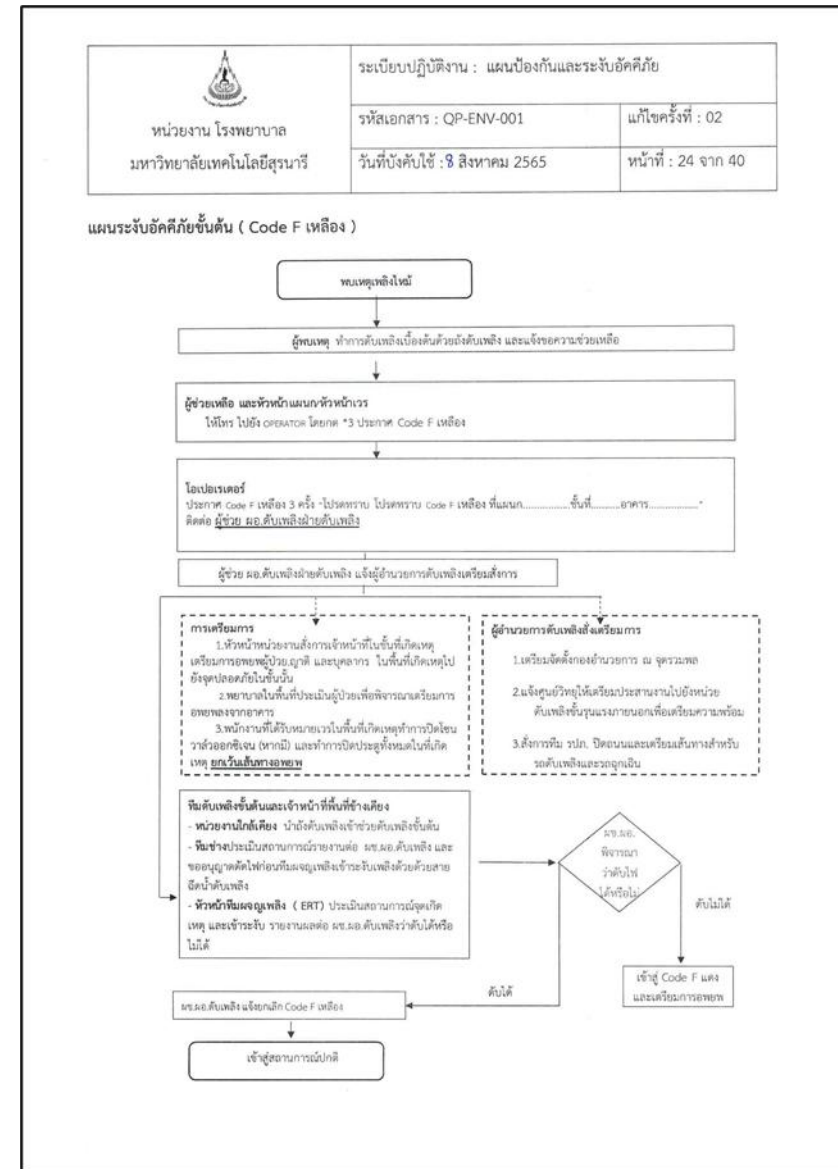 หน่วยงาน โรงพยาบาล
มหาวิทยาลัยเทคโนโลยีสุรนารี
ระเบียบปฏิบัติงาน : แผนป้องกันและระงับอัคคีภัย
รหัสเอกสาร : QP-ENV-001
แก้ไขครั้งที่ : 02
วันที่บังคับใช้ : 8 สิงหาคม 2565
หน้าที่ : 24 จาก 40
แผนระงับอัคคีภัยขั้นต้น ( Code F เหลือง )
พบเหตุเพลิงไหม้
ผู้พบเหตุ ทำการดับเพลิงเบื้องต้นด้วยถังดับเพลิง และแจ้งขอความช่วยเหลือ
ผู้ช่วยเหลือ และหัวหน้าแผนก/หัวหน้าเวร
ให้โทร ไปยัง OPERATOR โดยกด *3 ประกาศ Code F เหลือง
โอเปอเรเตอร์
ประกาศ Code F เหลือง 3 ครั้ง "โปรดทราบ โปรดทราบ Code F เหลือง ที่แผนก.................ชั้นที่..........อาคาร................."
ติดต่อ ผู้ช่วย ผอ.ดับเพลิงฝ่ายดับเพลิง
ผู้ช่วย ผอ.ดับเพลิงฝ่ายดับเพลิง แจ้งผู้อำนวยการดับเพลิงเตรียมสั่งการ
การเตรียมการ
1.หัวหน้าหน่วยงานสั่งการเจ้าหน้าที่ในชั้นที่เกิดเหตุ
เตรียมการอพยพผู้ป่วย,ญาติ และบุคลากร ในพื้นที่เกิดเหตุไป
ยังจุดปลอดภัยในชั้นนั้น
2.พยาบาลในพื้นที่ประเมินผู้ป่วยเพื่อพิจารณาเตรียมการ
อพยพลงจากอาคาร
3.พนักงานที่ได้รับหมายเวรในพื้นที่เกิดเหตุทำการปิดโซน
วาล์วออกซิเจน (หากมี) และทำการปิดประตูทั้งหมดในที่เกิด
เหตุ ยกเว้นเส้นทางอพยพ
ผู้อำนวยการดับเพลิงสั่งเตรียมการ
1.เตรียมจัดตั้งกองอำนวยการ ณ จุดรวมพล
2.แจ้งศูนย์วิทยุให้เตรียมประสานงานไปยังหน่วย
ดับเพลิงขั้นรุนแรงภายนอกเพื่อเตรียมความพร้อม
3.สั่งการทีม รปภ. ปิดถนนและเตรียมเส้นทางสำหรับ
รถดับเพลิงและรถฉุกเฉิน
ทีมดับเพลิงขั้นต้นและเจ้าหน้าที่พื้นที่ข้างเคียง
- หน่วยงานใกล้เคียง นำถังดับเพลิงเข้าช่วยดับเพลิงขั้นต้น
- ทีมช่างประเมินสถานการณ์รายงานต่อ ผช.ผอ.ดับเพลิง และ
ขออนุญาตตัดไฟก่อนทีมผจญเพลิงเข้าระงับเพลิงด้วยด้วยสาย
ฉีดน้ำดับเพลิง
- หัวหน้าทีมผจญเพลิง ( ERT) ประเมินสถานการณ์จุดเกิด
เหตุ และเข้าระงับ รายงานผลต่อ ผช.ผอ.ดับเพลิงว่าดับได้หรือ
ไม่ได้
ผช.ผอ.
พิจารณา
ว่าดับไฟ
ได้หรือไม่
ดับไม่ได้
เข้าสู่ Code F แดง
และเตรียมการอพยพ
ดับได้
ผช.ผอ.ดับเพลิง แจ้งยกเลิก Code F เหลือง
เข้าสู่สถานการณ์ปกติ